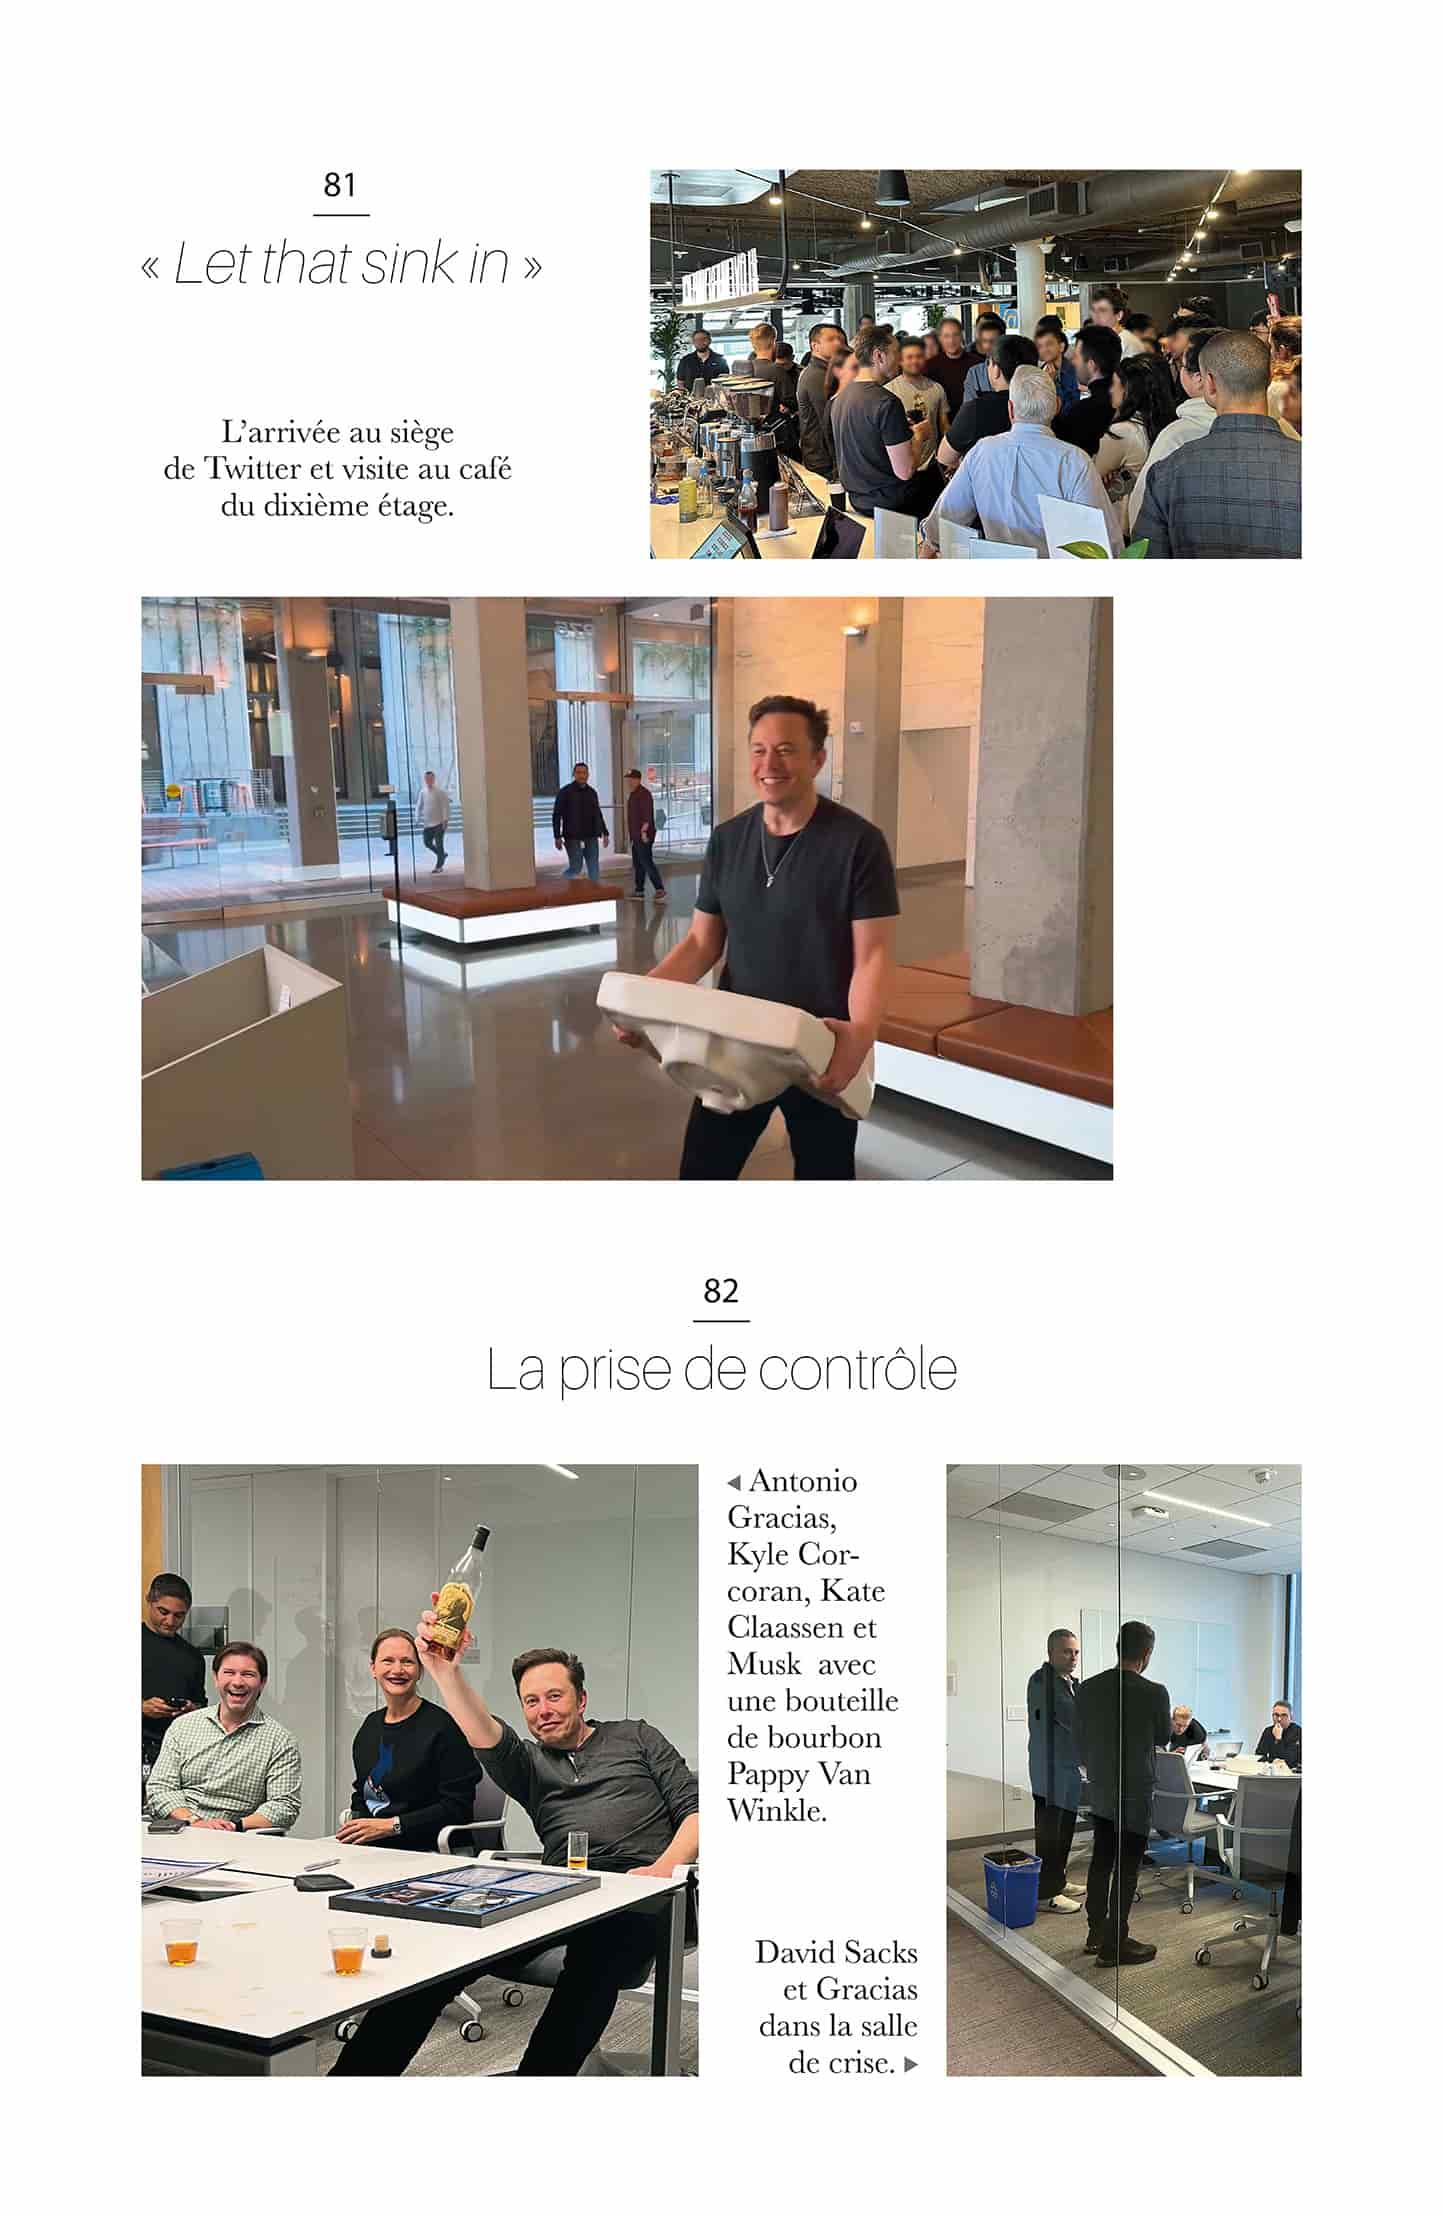 81
« Let that sink in »
L’arrivée au siège
de Twitter et visite au café
du dixième étage.
82
La prise de contrôle
◀ Antonio
Gracias,
Kyle Cor-
coran, Kate
Claassen et
Musk avec
une bouteille
de bourbon
Pappy Van
Winkle.
David Sacks
et Gracias
dans la salle
de crise. ▶